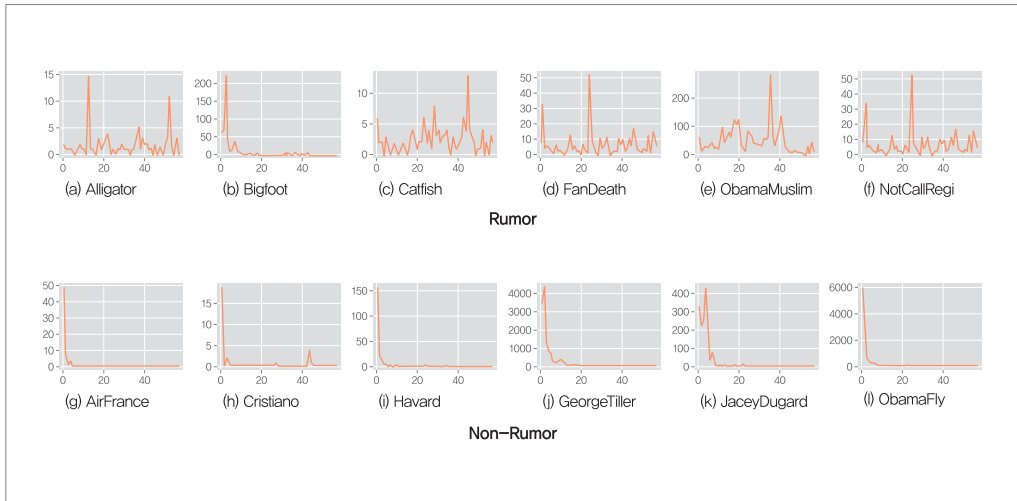 15
10
5
0
0 20 40
(a) Alligator
200
150
100
50
0
0 20 40
(b) Bigfoot
10
5
0
0 20 40
(c) Catfish
50
40
30
20
10
0
0 20 40
(d) FanDeath
200
100
0
0 20 40
(e) ObamaMuslim
50
40
30
20
10
0
0 20 40
(f) NotCallRegi
Rumor
50
40
30
20
10
0
0 20 40
(g) AirFrance
15
10
5
0
0 20 40
(h) Cristiano
150
100
50
0
0 20 40
(i) Havard
4000
3000
2000
1000
0
0 20 40
(j) GeorgeTiller
400
300
200
100
0
0 20 40
(k) JaceyDugard
6000
4000
2000
0
0 20 40
(l) ObamaFly
Non-Rumor